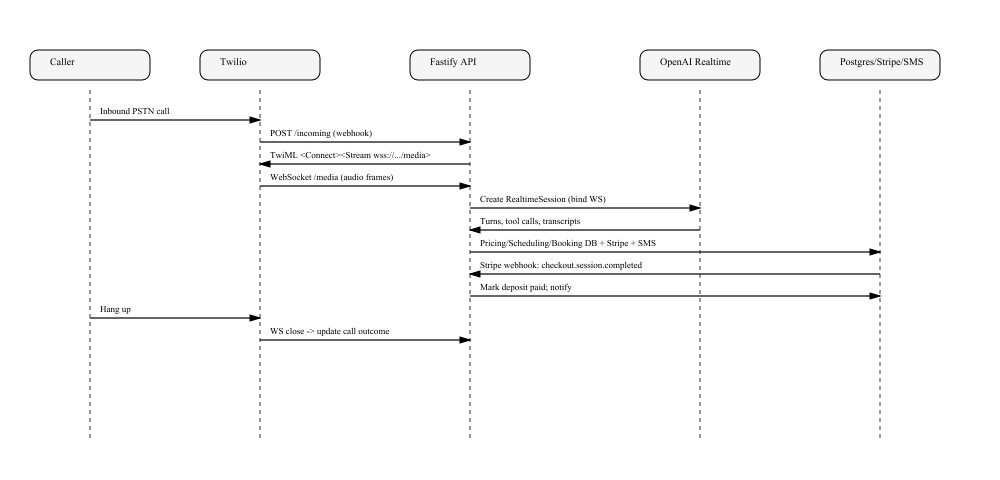 Caller
Twilio
Fastify API
OpenAI Realtime
Postgres/Stripe/SMS
Inbound PSTN call
POST /incoming (webhook)
TwiML <Connect><Stream wss://.../media>
WebSocket /media (audio frames)
Create RealtimeSession (bind WS)
Turns, tool calls, transcripts
Pricing/Scheduling/Booking DB + Stripe + SMS
Stripe webhook: checkout.session.completed
Mark deposit paid; notify
Hang up
WS close -> update call outcome